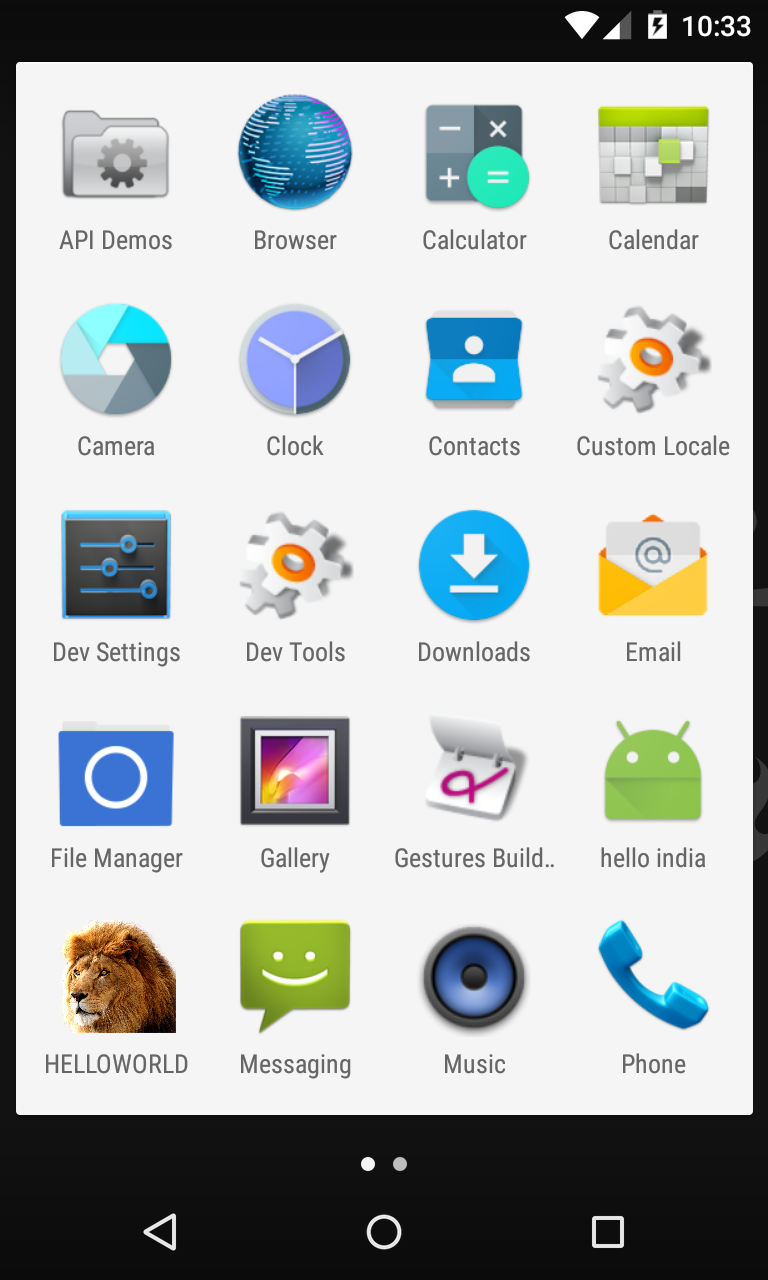 10:33
API Demos
Browser
Calculator
Calendar
Camera
Clock
Contacts
Custom Locale
Dev Settings
Dev Tools
Downloads
Email
File Manager
Gallery
Gestures Build..
hello india
HELLOWORLD
Messaging
Music
Phone